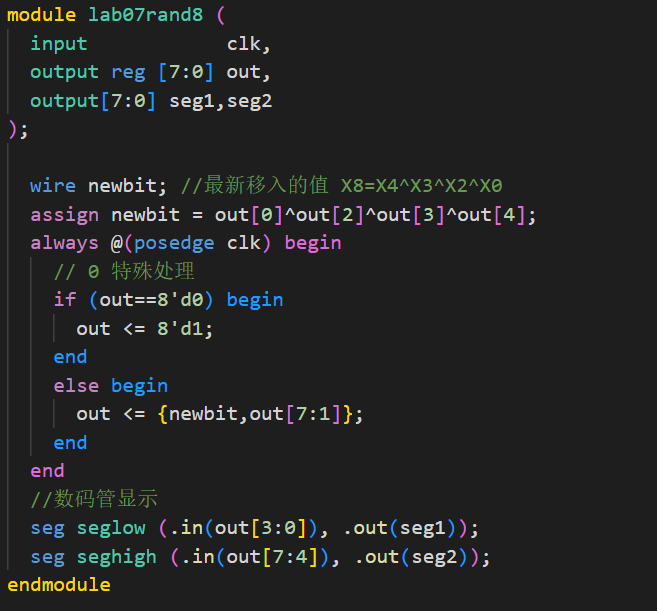 module lab07rand8 (
  input           clk,
  output reg [7:0] out,
  output[7:0] seg1,seg2
);
  wire newbit; //最新移入的值 X8=X4^X3^X2^X0
  assign newbit = out[0]^out[2]^out[3]^out[4];
  always @(posedge clk) begin
    // 0 特殊处理
    if (out==8'd0) begin
      out <= 8'd1;
    end
    else begin
      out <= {newbit,out[7:1]};
    end
  end
  //数码管显示
  seg seglow (.in(out[3:0]), .out(seg1));
  seg seghigh (.in(out[7:4]), .out(seg2));
endmodule